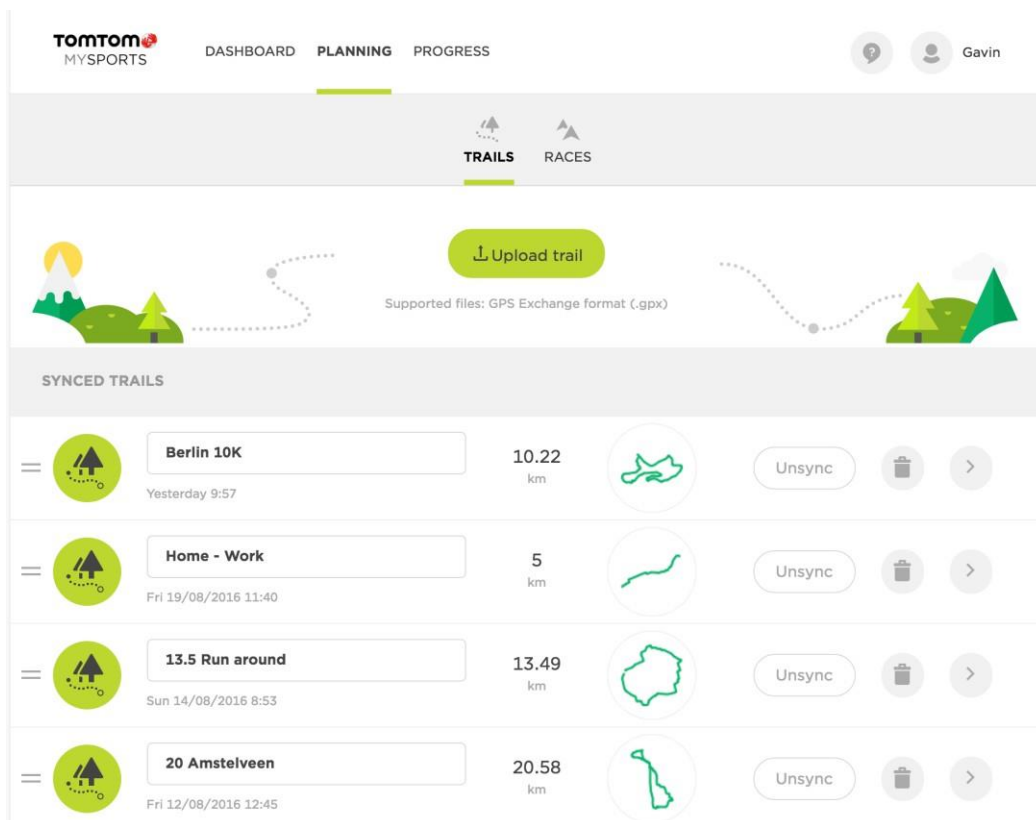 TOMTOM
MYSPORTS
DASHBOARD PLANNING PROGRESS
? Gavin
TRAILS RACES
Upload trail
Supported files: GPS Exchange format (.gpx)
SYNCED TRAILS
Berlin 10K
10.22
km
Unsync
Yesterday 9:57
Home - Work
5
km
Unsync
Fri 19/08/2016 11:40
13.5 Run around
13.49
km
Unsync
Sun 14/08/2016 8:53
20 Amstelveen
20.58
km
Unsync
Fri 12/08/2016 12:45